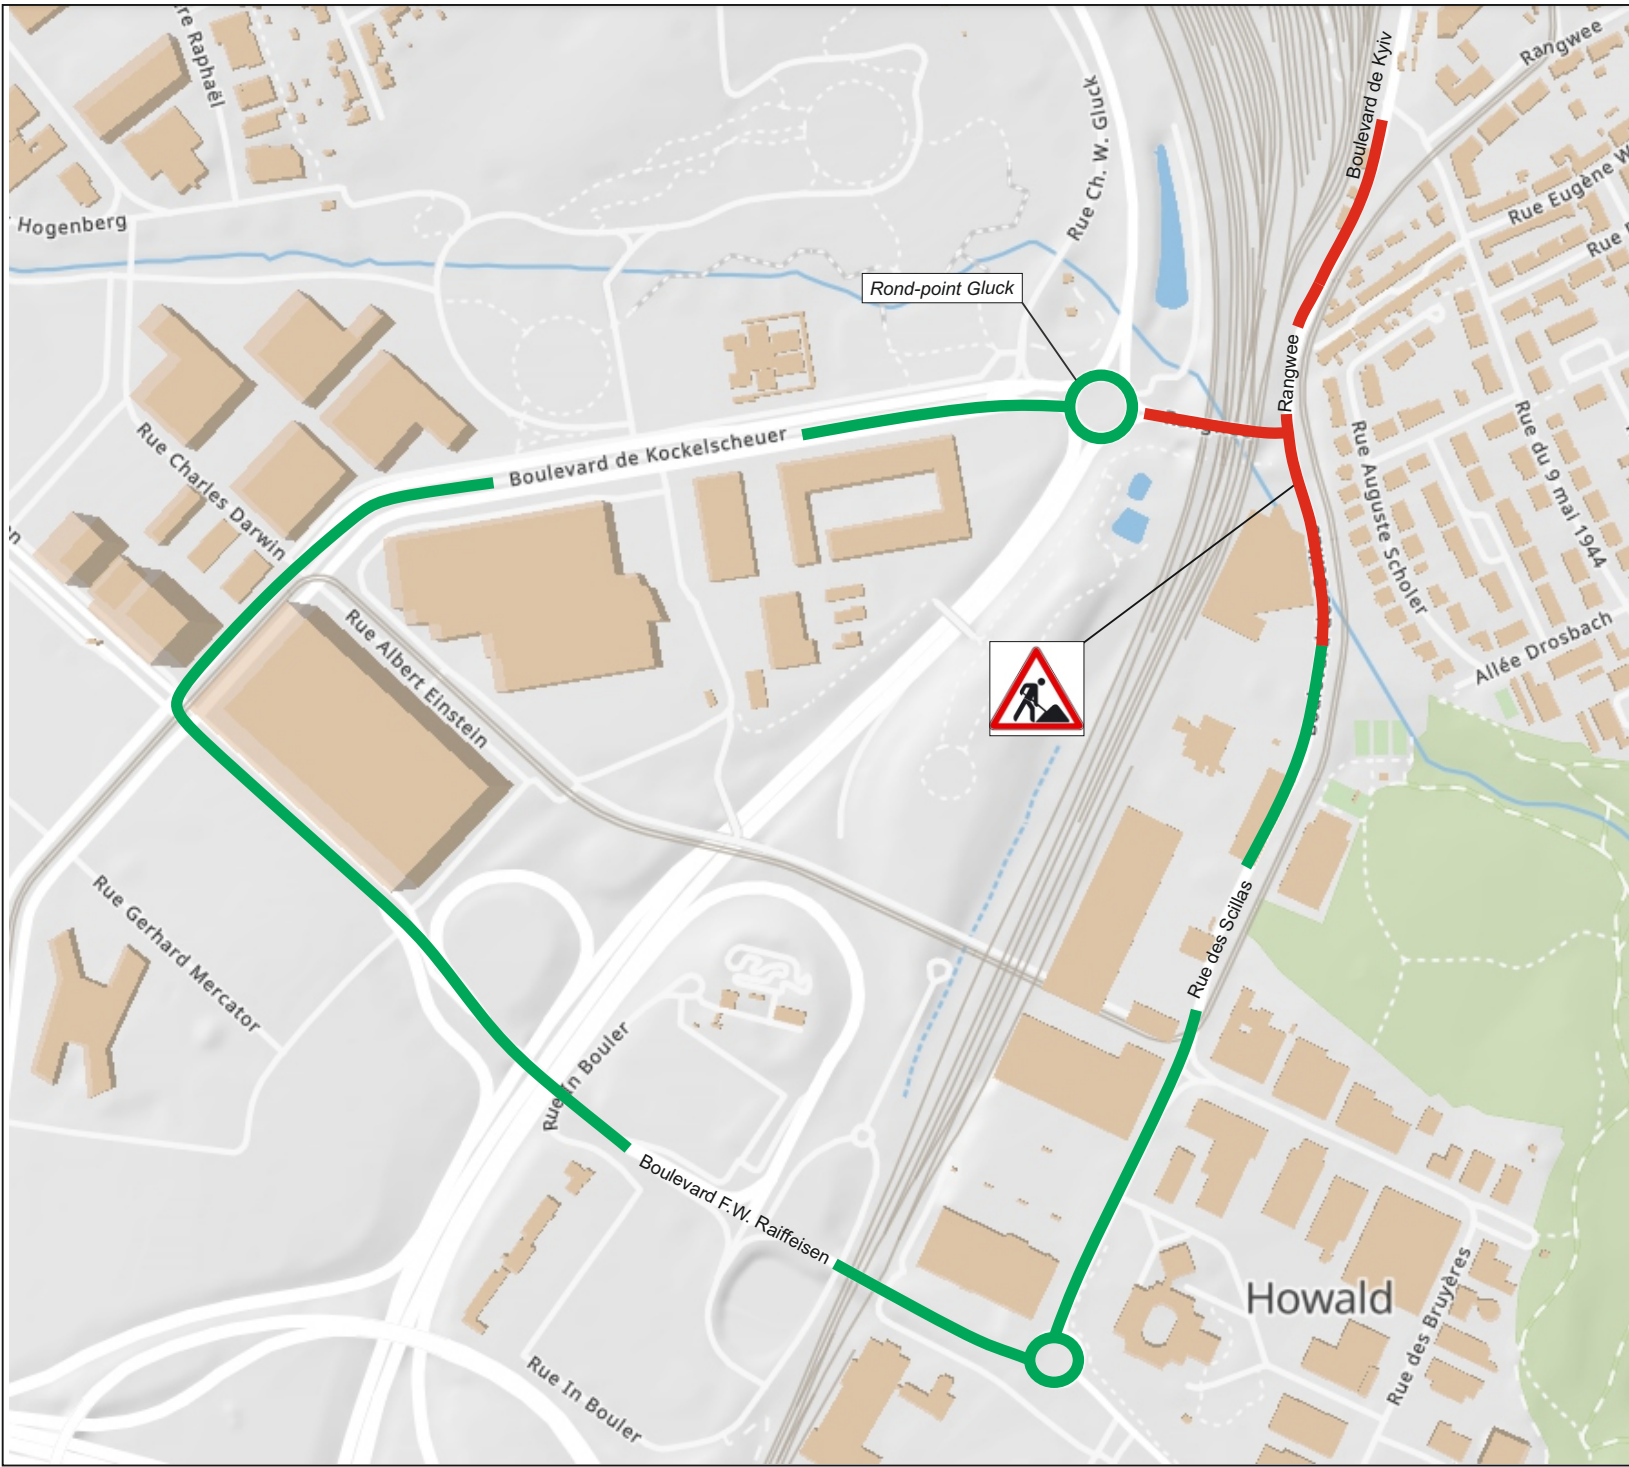 Boulevard de Kyiv
Rangwee
Rue Ch. W. Gluck
Rue Eugène W
Hogenberg
Rond-point Gluck
Rangwee
Rue Charles Darwin
Boulevard de Kockelscheuer
Rue Auguste Scholer
Rue du 9 mai 1944
Rue Albert Einstein
Allée Drosbach
Rue Gerhard Mercator
Rue des Scillas
Rue In Bouler
Boulevard F.W. Raiffeisen
Howald
Rue des Bruyères
Rue In Bouler
re Raphaël
Rue